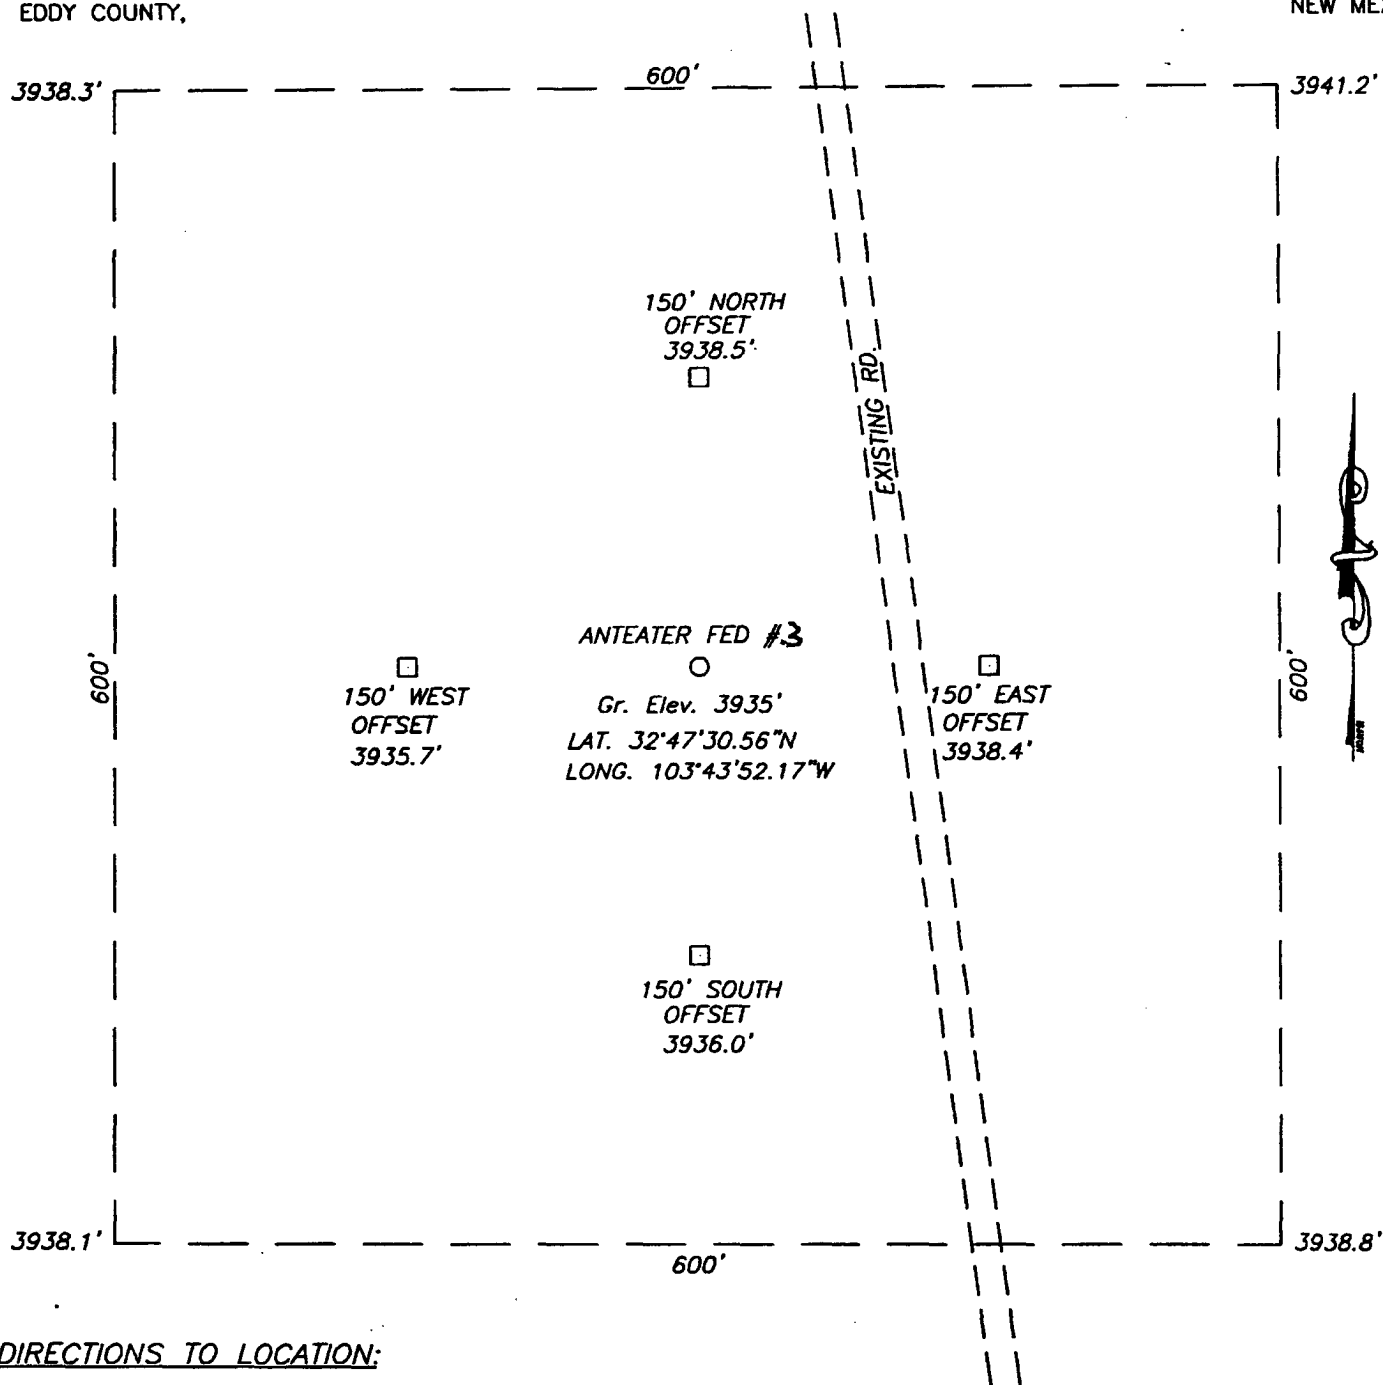 EDDY COUNTY,
NEW ME
3938.3'
600'
3941.2'
150' NORTH
OFFSET
3938.5'
EXISTING RD.
600'
ANTEATER FED #3
Gr. Elev. 3935'
LAT. 32°47'30.56"N
LONG. 103°43'52.17"W
150' WEST
OFFSET
3935.7'
150' EAST
OFFSET
3938.4'
600'
NORTH
150' SOUTH
OFFSET
3936.0'
3938.1'
600'
3938.8'
DIRECTIONS TO LOCATION: